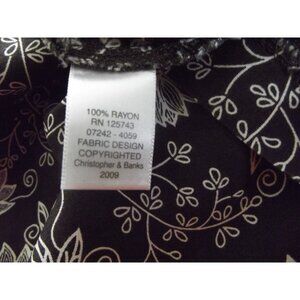 100% RAYON
RN 125743
07242 - 4059
FABRIC DESIGN
COPYRIGHTED
Christopher & Banks
2009